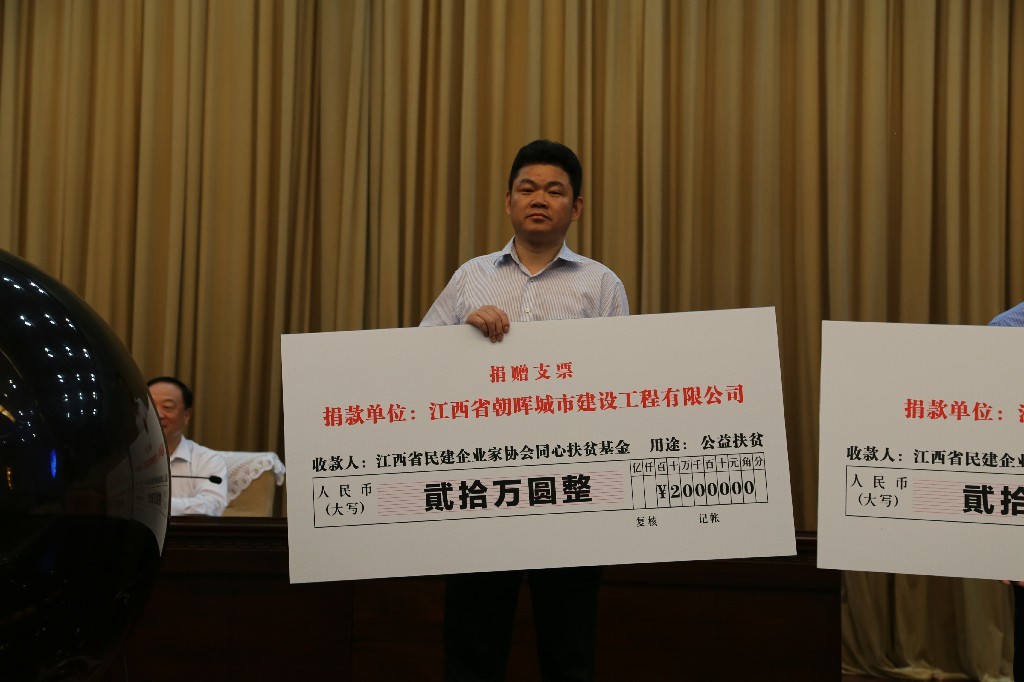 捐赠支票
捐款单位：江西省朝晖城市建设工程有限公司
收款人：江西省民建企业家协会同心扶贫基金 用途：公益扶贫
人民币
(大写)
贰拾万圆整
亿仟百十万千百十元角分
¥20000000
复核 记帐
捐款单位：
收款人：江西省民建企
人民币
(大写)
贰拾